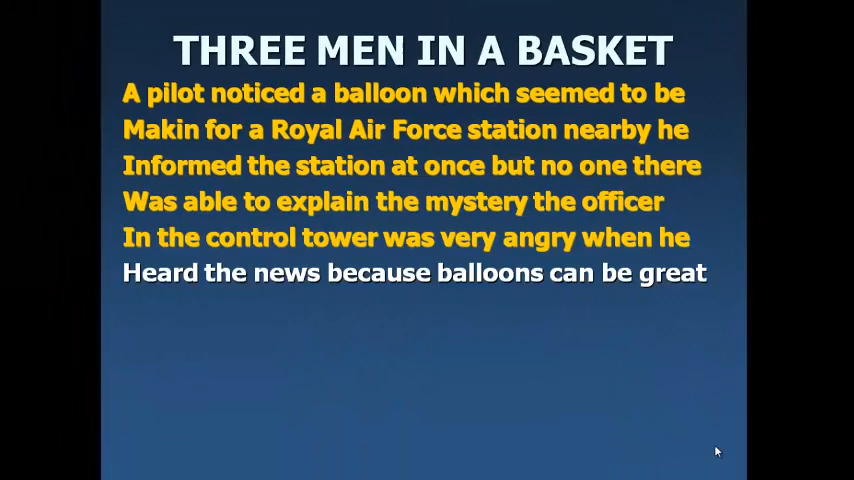 THREE MEN IN A BASKET
A pilot noticed a balloon which seemed to be
Makin for a Royal Air Force station nearby he
Informed the station at once but no one there
Was able to explain the mystery the officer
In the control tower was very angry when he
Heard the news because balloons can be great